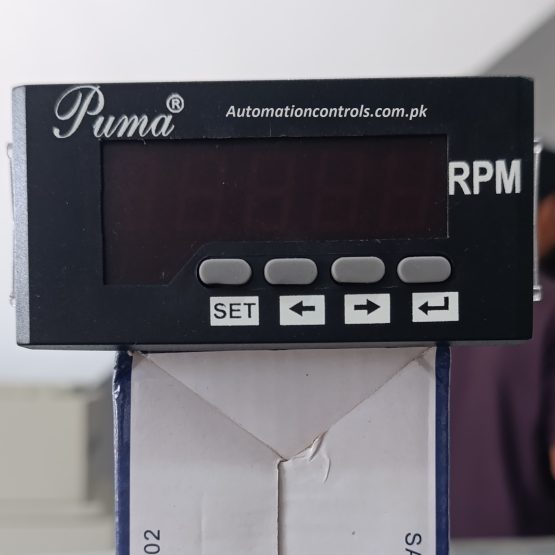 Puma®
Automationcontrols.com.pk
RPM
SET
02
SA